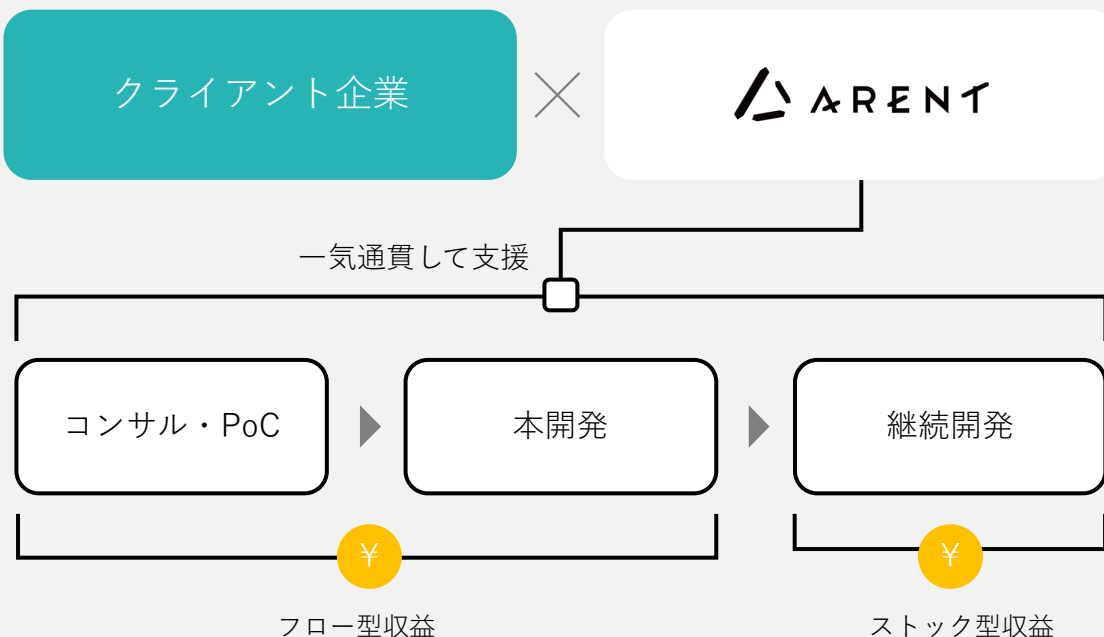 クライアント企業
ARENT
一気通貫して支援
コンサル・PoC
本開発
継続開発
¥
¥
フロー型収益
ストック型収益